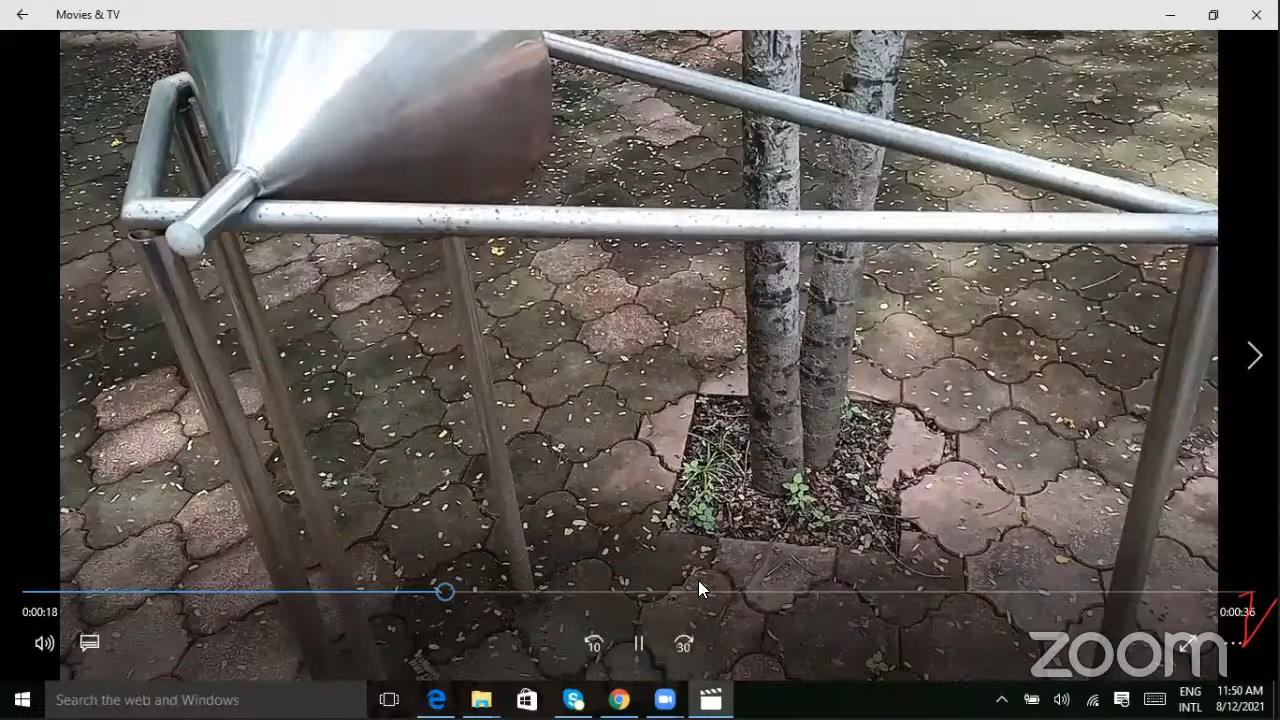 Movies & TV
0:00:18
0:00:36
10
30
zoom
Search the web and Windows
ENG
INTL
11:50 AM
8/12/2021